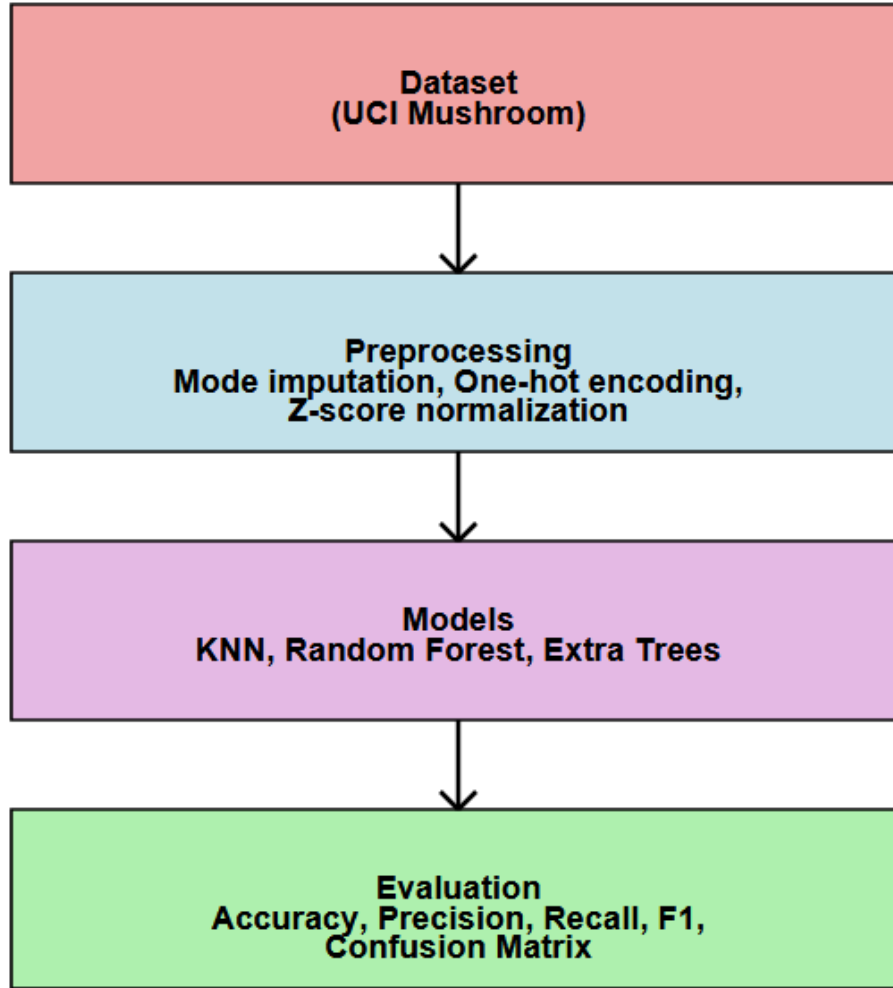 Dataset
(UCI Mushroom)
Preprocessing
Mode imputation, One-hot encoding,
Z-score normalization
Models
KNN, Random Forest, Extra Trees
Evaluation
Accuracy, Precision, Recall, F1,
Confusion Matrix